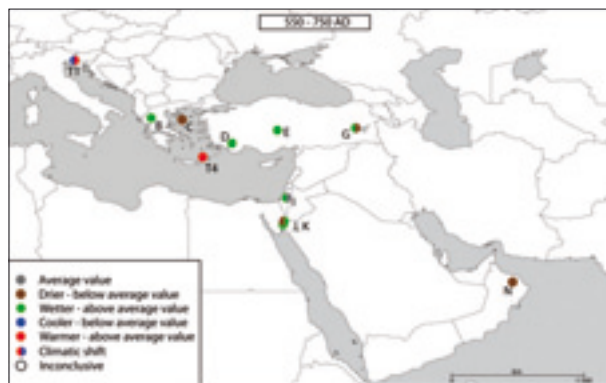 550 - 750 AD
T1
B
C
D
E
G
T4
J, K
N
Average value
Drier - below average value
Wetter - above average value
Cooler - below average value
Warmer - above average value
Climatic shift
Inconclusive